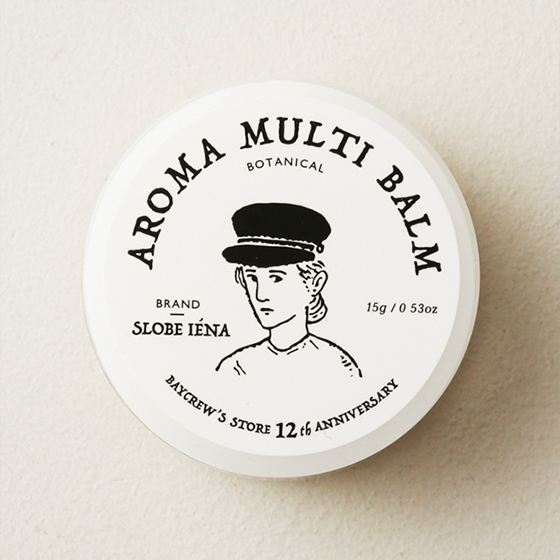 AROMA MULTI BALM
BOTANICAL
BRAND
SLOBE IÉNA
15g / 0 53oz
BAYCREW'S STORE 12th ANNIVERSARY